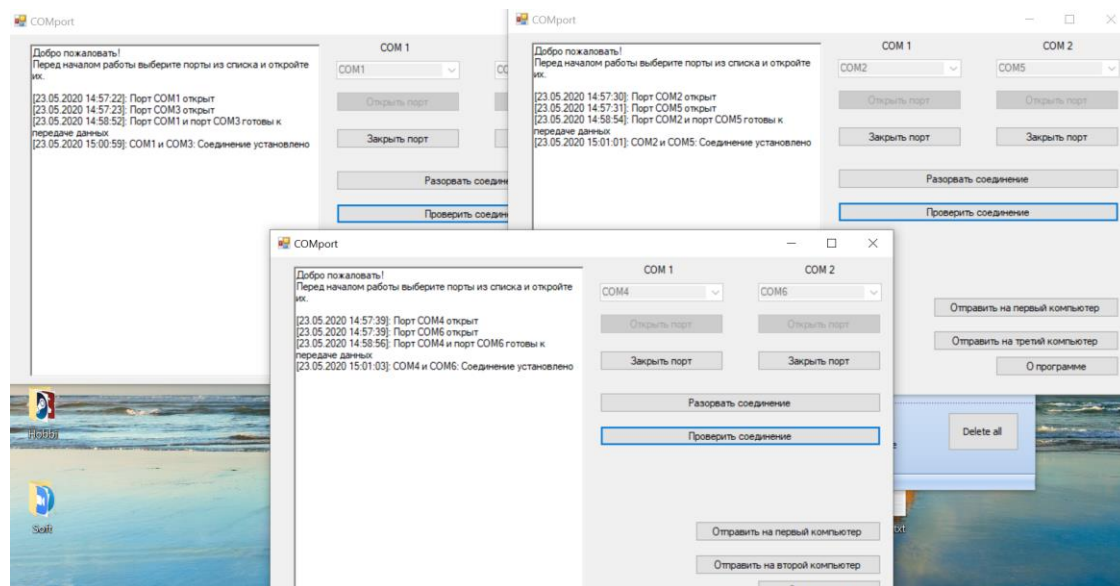 COMport
Добро пожаловать!
Перед началом работы выберите порты из списка и откройте
их.
[23.05.2020 14:57:22]: Порт COM1 открыт
[23.05.2020 14:57:23]: Порт COM3 открыт
[23.05.2020 14:58:52]: Порт COM1 и порт COM3 готовы к
передаче данных
[23.05.2020 15:00:59]: COM1 и COM3: Соединение установлено
COM 1
COM1
Открыть порт
Закрыть порт
Разорвать соедине
Проверить соедин
COMport
Добро пожаловать!
Перед началом работы выберите порты из списка и откройте
их.
[23.05.2020 14:57:30]: Порт COM2 открыт
[23.05.2020 14:57:31]: Порт COM5 открыт
[23.05.2020 14:58:54]: Порт COM2 и порт COM5 готовы к
передаче данных
[23.05.2020 15:01:01]: COM2 и COM5: Соединение установлено
COM 1 COM 2
COM2 COM5
Открыть порт Открыть порт
Закрыть порт Закрыть порт
Разорвать соединение
Проверить соединение
Отправить на первый компьютер
Отправить на третий компьютер
О программе
COMport
Добро пожаловать!
Перед началом работы выберите порты из списка и откройте
их.
[23.05.2020 14:57:39]: Порт COM4 открыт
[23.05.2020 14:57:39]: Порт COM6 открыт
[23.05.2020 14:58:56]: Порт COM4 и порт COM6 готовы к
передаче данных
[23.05.2020 15:01:03]: COM4 и COM6: Соединение установлено
COM 1 COM 2
COM4 COM6
Открыть порт Открыть порт
Закрыть порт Закрыть порт
Разорвать соединение
Проверить соединение
Отправить на первый компьютер
Отправить на второй компьютер
Hobbi
Soft
Delete all